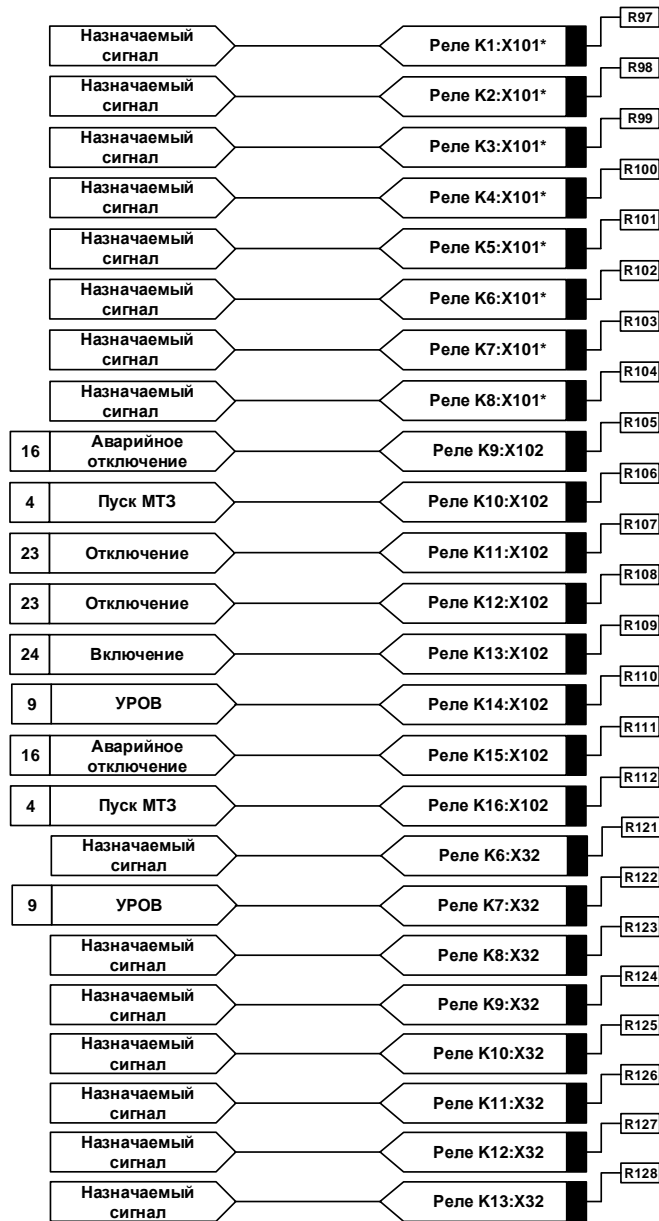 R97
Назначаемый
сигнал
Реле K1:X101*
R98
Назначаемый
сигнал
Реле K2:X101*
R99
Назначаемый
сигнал
Реле K3:X101*
R100
Назначаемый
сигнал
Реле K4:X101*
R101
Назначаемый
сигнал
Реле K5:X101*
R102
Назначаемый
сигнал
Реле K6:X101*
R103
Назначаемый
сигнал
Реле K7:X101*
R104
Назначаемый
сигнал
Реле K8:X101*
R105
16
Аварийное
отключение
Реле K9:X102
R106
4
Пуск МТЗ
Реле K10:X102
R107
23
Отключение
Реле K11:X102
R108
23
Отключение
Реле K12:X102
R109
24
Включение
Реле K13:X102
R110
9
УРОВ
Реле K14:X102
R111
16
Аварийное
отключение
Реле K15:X102
R112
4
Пуск МТЗ
Реле K16:X102
R121
Назначаемый
сигнал
Реле K6:X32
R122
9
УРОВ
Реле K7:X32
R123
Назначаемый
сигнал
Реле K8:X32
R124
Назначаемый
сигнал
Реле K9:X32
R125
Назначаемый
сигнал
Реле K10:X32
R126
Назначаемый
сигнал
Реле K11:X32
R127
Назначаемый
сигнал
Реле K12:X32
R128
Назначаемый
сигнал
Реле K13:X32